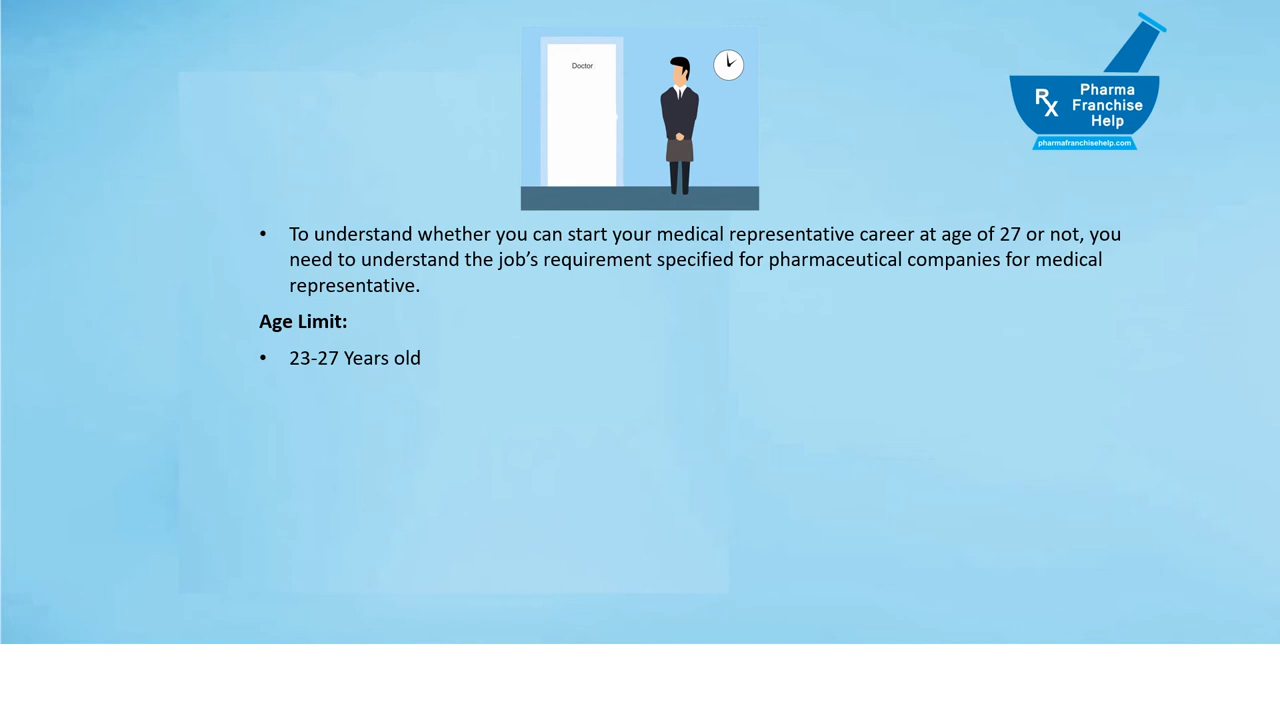 Doctor
Rx
Pharma
Franchise
Help
pharmafranchisehelp.com
• To understand whether you can start your medical representative career at age of 27 or not, you
need to understand the job’s requirement specified for pharmaceutical companies for medical
representative.
Age Limit:
• 23-27 Years old